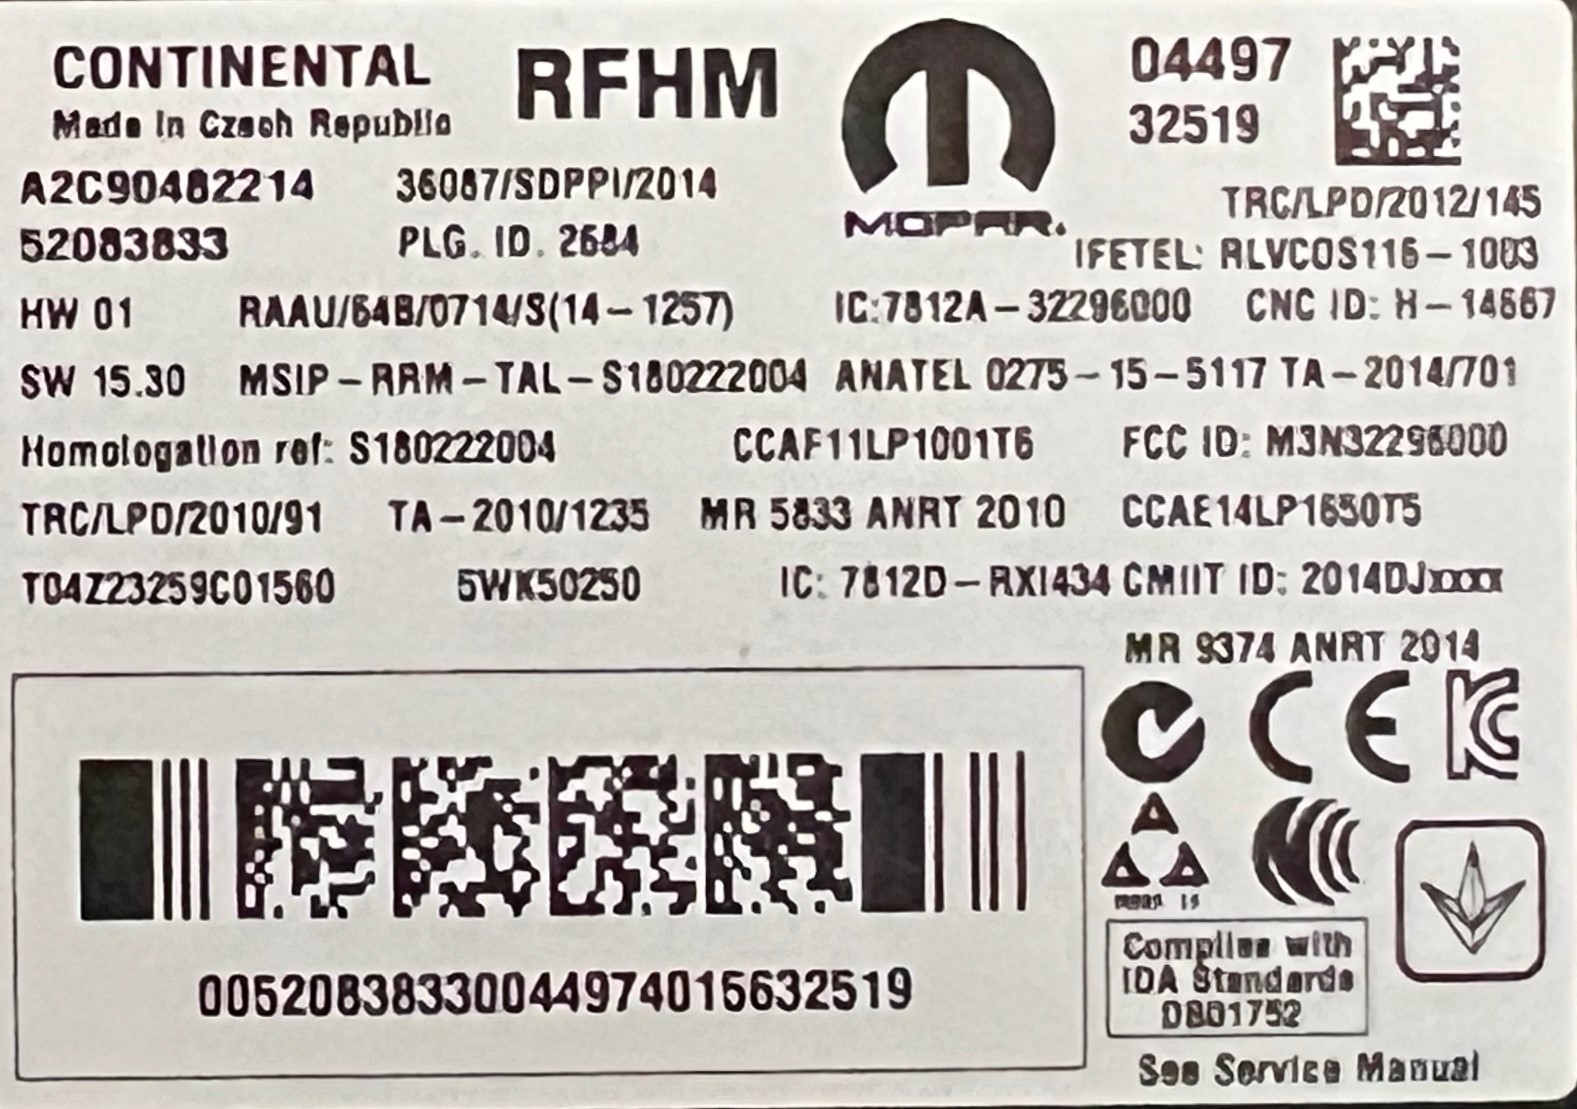 CONTINENTAL
Made in Czech Republic
RFHM
MOPAR.
04497
32519
A2C90482214 36087/SDPPI/2014
TRC/LPD/2012/145
52083833 PLG. ID. 2684
IFETEL: RLVCOS116-1003
HW 01 RAAU/64B/0714/S(14-1257) IC:7812A-32296000 CNC ID: H-14667
SW 15.30 MSIP-RRM-TAL-S180222004 ANATEL 0275-15-5117 TA-2014/701
Homologation ref: S180222004 CCAF11LP1001T6 FCC ID: M3N32296000
TRC/LPD/2010/91 TA-2010/1235 MR 5833 ANRT 2010 CCAE14LP1650T5
T04Z23259C01560 5WK50250 IC: 7812D-RXI434 CMIIT ID: 2014DJxxxx
MR 9374 ANRT 2014
CE
KC
Complies with
IDA Standards
DB01752
00520838330044974015632519
See Service Manual